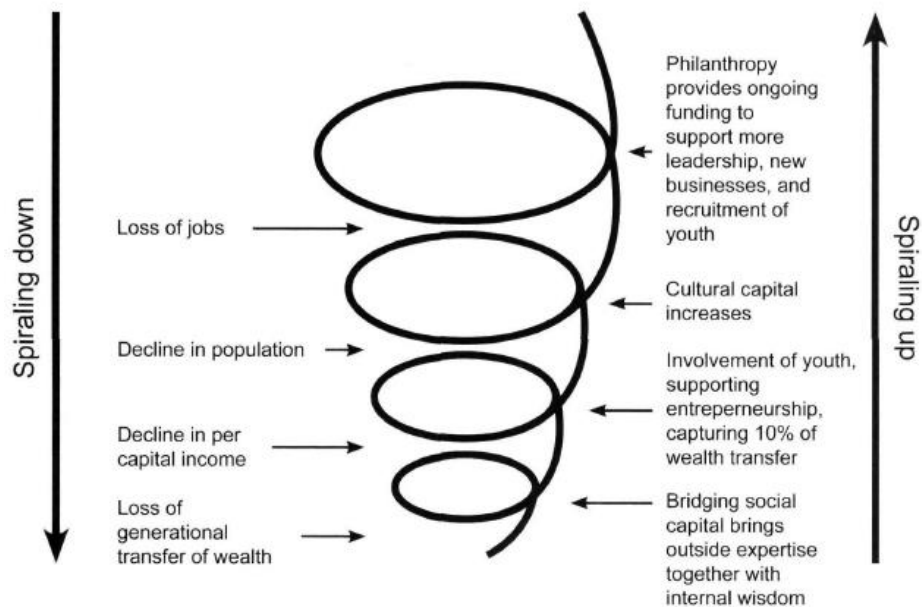 Spiraling down
Loss of jobs
Decline in population
Decline in per
capital income
Loss of
generational
transfer of wealth
Philanthropy
provides ongoing
funding to
support more
leadership, new
businesses, and
recruitment of
youth
Cultural capital
increases
Involvement of youth,
supporting
entreperneurship,
capturing 10% of
wealth transfer
Bridging social
capital brings
outside expertise
together with
internal wisdom
Spiraling up